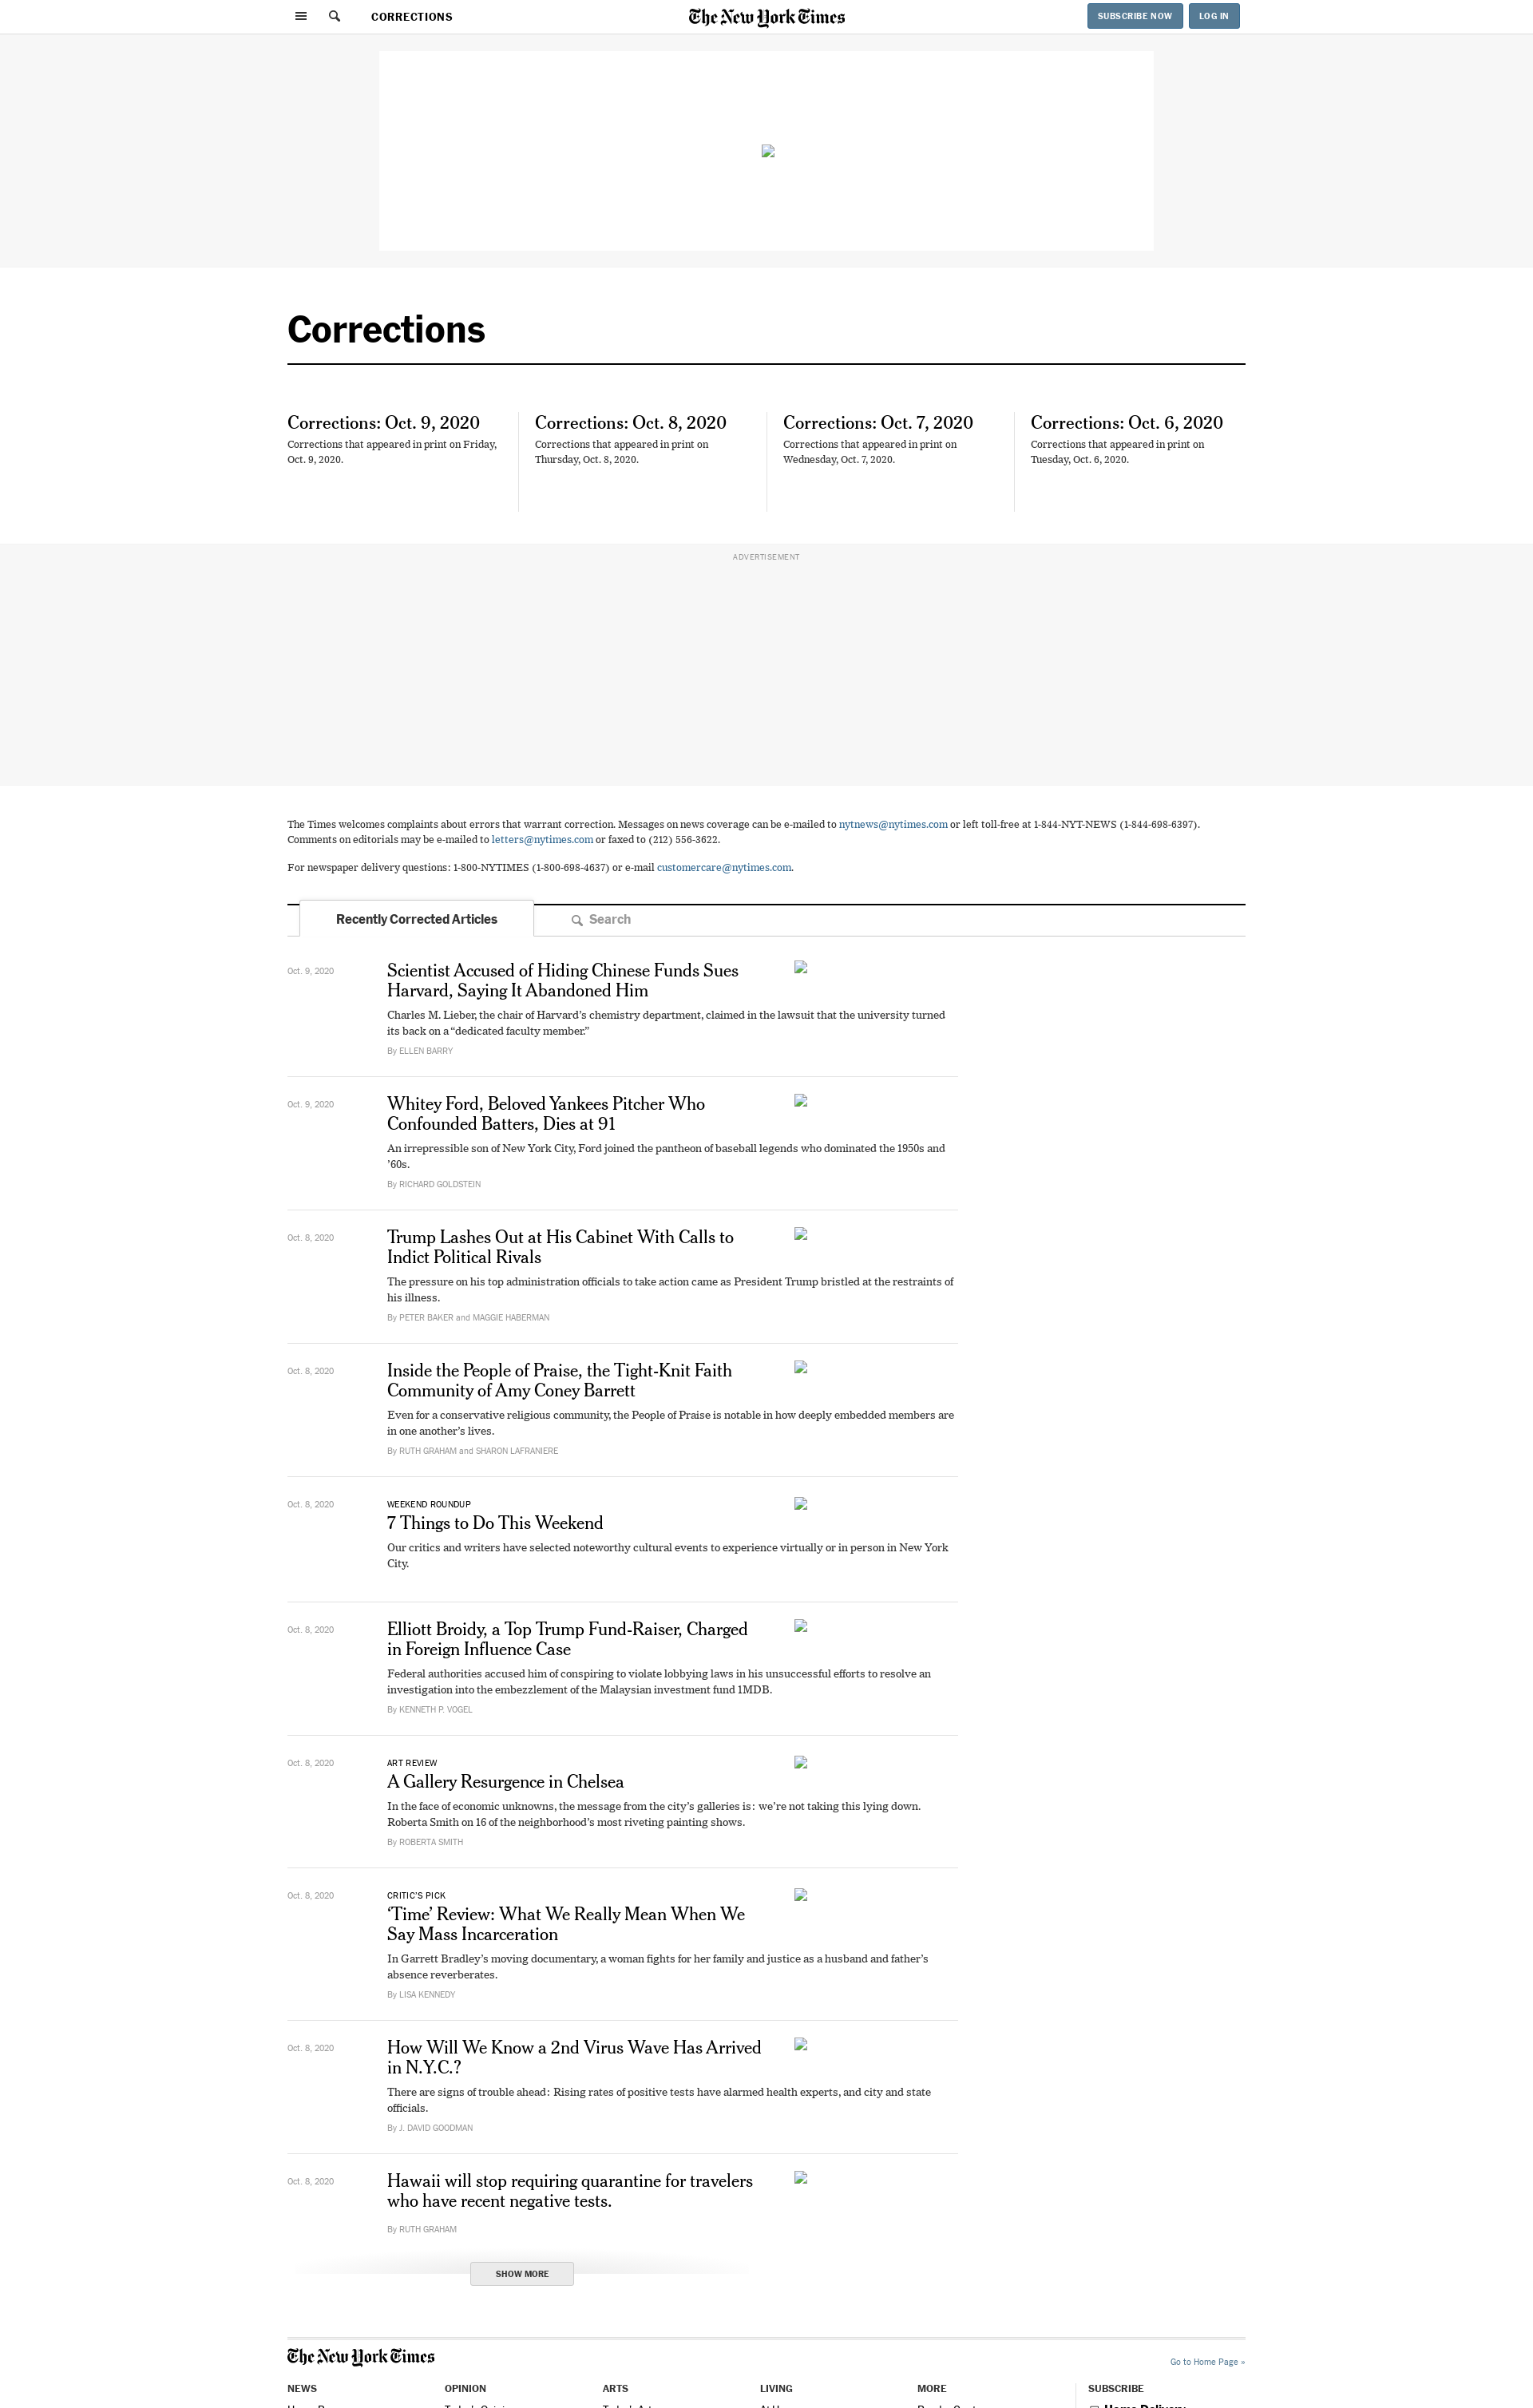 CORRECTIONS
The New York Times
SUBSCRIBE NOW
LOG IN
Corrections
Corrections: Oct. 9, 2020
Corrections that appeared in print on Friday,
Oct. 9, 2020.
Corrections: Oct. 8, 2020
Corrections that appeared in print on
Thursday, Oct. 8, 2020.
Corrections: Oct. 7, 2020
Corrections that appeared in print on
Wednesday, Oct. 7, 2020.
Corrections: Oct. 6, 2020
Corrections that appeared in print on
Tuesday, Oct. 6, 2020.
ADVERTISEMENT
The Times welcomes complaints about errors that warrant correction. Messages on news coverage can be e-mailed to nytnews@nytimes.com or left toll-free at 1-844-NYT-NEWS (1-844-698-6397).
Comments on editorials may be e-mailed to letters@nytimes.com or faxed to (212) 556-3622.
For newspaper delivery questions: 1-800-NYTIMES (1-800-698-4637) or e-mail customercare@nytimes.com.
Recently Corrected Articles
Search
Oct. 9, 2020
Scientist Accused of Hiding Chinese Funds Sues
Harvard, Saying It Abandoned Him
Charles M. Lieber, the chair of Harvard’s chemistry department, claimed in the lawsuit that the university turned
its back on a “dedicated faculty member.”
By ELLEN BARRY
Oct. 9, 2020
Whitey Ford, Beloved Yankees Pitcher Who
Confounded Batters, Dies at 91
An irrepressible son of New York City, Ford joined the pantheon of baseball legends who dominated the 1950s and
’60s.
By RICHARD GOLDSTEIN
Oct. 8, 2020
Trump Lashes Out at His Cabinet With Calls to
Indict Political Rivals
The pressure on his top administration officials to take action came as President Trump bristled at the restraints of
his illness.
By PETER BAKER and MAGGIE HABERMAN
Oct. 8, 2020
Inside the People of Praise, the Tight-Knit Faith
Community of Amy Coney Barrett
Even for a conservative religious community, the People of Praise is notable in how deeply embedded members are
in one another’s lives.
By RUTH GRAHAM and SHARON LAFRANIERE
Oct. 8, 2020
WEEKEND ROUNDUP
7 Things to Do This Weekend
Our critics and writers have selected noteworthy cultural events to experience virtually or in person in New York
City.
Oct. 8, 2020
Elliott Broidy, a Top Trump Fund-Raiser, Charged
in Foreign Influence Case
Federal authorities accused him of conspiring to violate lobbying laws in his unsuccessful efforts to resolve an
investigation into the embezzlement of the Malaysian investment fund 1MDB.
By KENNETH P. VOGEL
Oct. 8, 2020
ART REVIEW
A Gallery Resurgence in Chelsea
In the face of economic unknowns, the message from the city’s galleries is: we’re not taking this lying down.
Roberta Smith on 16 of the neighborhood’s most riveting painting shows.
By ROBERTA SMITH
Oct. 8, 2020
CRITIC’S PICK
‘Time’ Review: What We Really Mean When We
Say Mass Incarceration
In Garrett Bradley’s moving documentary, a woman fights for her family and justice as a husband and father’s
absence reverberates.
By LISA KENNEDY
Oct. 8, 2020
How Will We Know a 2nd Virus Wave Has Arrived
in N.Y.C.?
There are signs of trouble ahead: Rising rates of positive tests have alarmed health experts, and city and state
officials.
By J. DAVID GOODMAN
Oct. 8, 2020
Hawaii will stop requiring quarantine for travelers
who have recent negative tests.
By RUTH GRAHAM
SHOW MORE
The New York Times
Go to Home Page »
NEWS
OPINION
ARTS
LIVING
MORE
SUBSCRIBE